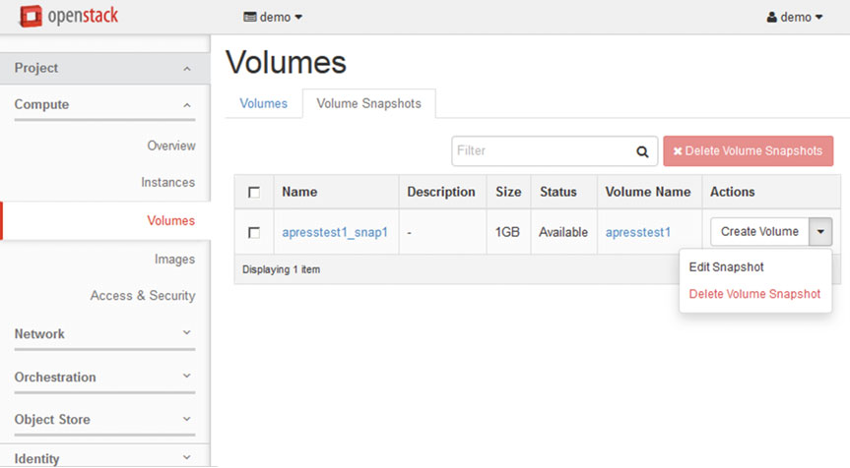 openstack
demo
demo
Project
Compute
Overview
Instances
Volumes
Images
Access & Security
Network
Orchestration
Object Store
Identity
Volumes
Volumes Volume Snapshots
Filter
Delete Volume Snapshots
Name Description Size Status Volume Name Actions
apresstest1_snap1 - 1GB Available apresstest1 Create Volume
Displaying 1 item
Edit Snapshot
Delete Volume Snapshot